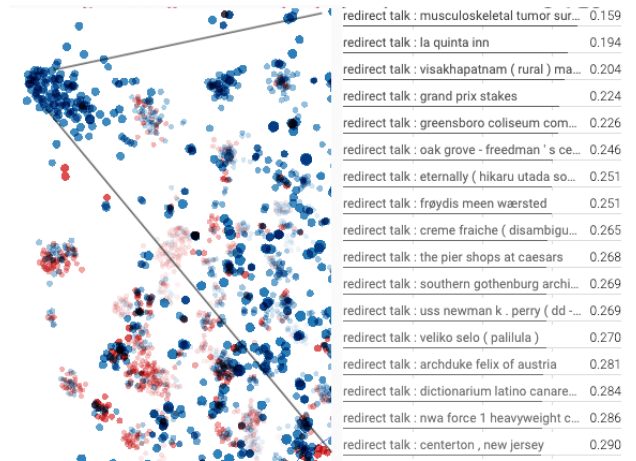 redirect talk : musculoskeletal tumor sur... 0.159
redirect talk : la quinta inn 0.194
redirect talk : visakhapatnam ( rural ) ma... 0.204
redirect talk : grand prix stakes 0.224
redirect talk : greensboro coliseum com... 0.226
redirect talk : oak grove - freedman ' s ce... 0.246
redirect talk : eternally ( hikaru utada so... 0.251
redirect talk : frøydis meen wærsted 0.251
redirect talk : creme fraiche ( disambigu... 0.265
redirect talk : the pier shops at caesars 0.268
redirect talk : southern gothenburg archi... 0.269
redirect talk : uss newman k . perry ( dd -... 0.269
redirect talk : veliko selo ( palilula ) 0.270
redirect talk : archduke felix of austria 0.281
redirect talk : dictionarium latino canare... 0.284
redirect talk : nwa force 1 heavyweight c... 0.286
redirect talk : centerton , new jersey 0.290